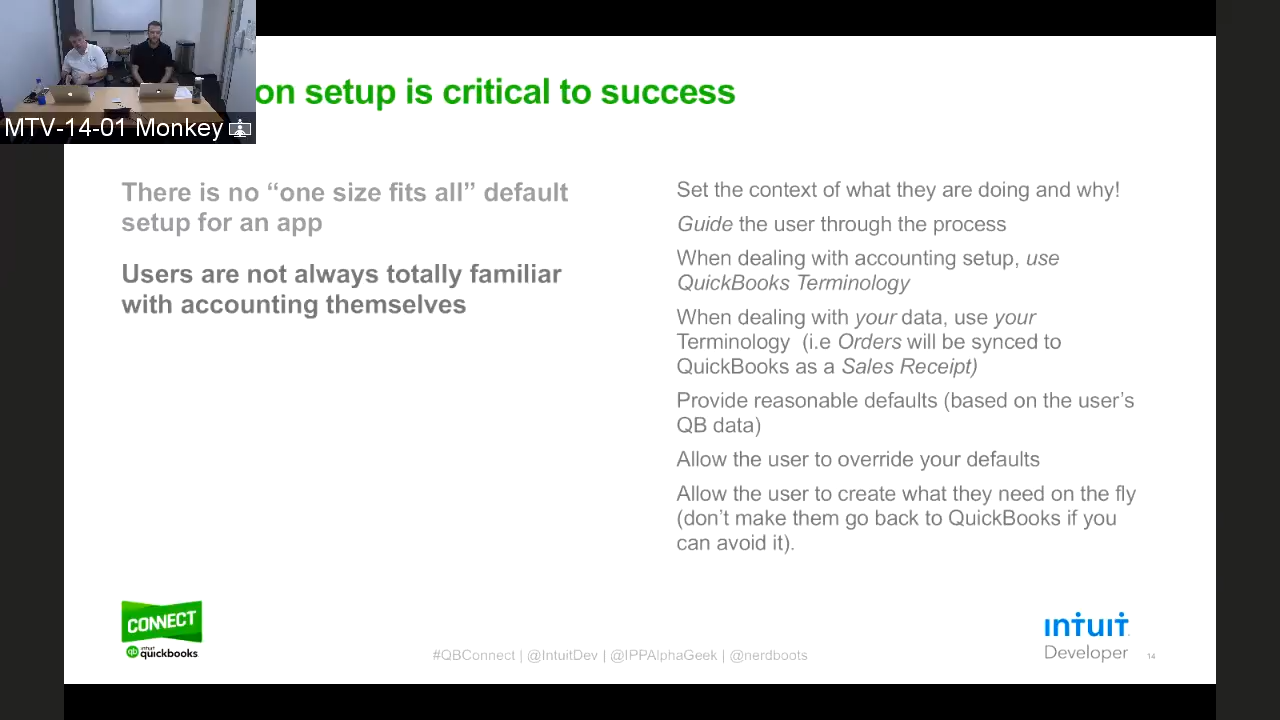 MTV-14-01 Monkey
on setup is critical to success
There is no “one size fits all” default
setup for an app
Users are not always totally familiar
with accounting themselves
Set the context of what they are doing and why!
Guide the user through the process
When dealing with accounting setup, use
QuickBooks Terminology
When dealing with your data, use your
Terminology (i.e Orders will be synced to
QuickBooks as a Sales Receipt)
Provide reasonable defaults (based on the user’s
QB data)
Allow the user to override your defaults
Allow the user to create what they need on the fly
(don’t make them go back to QuickBooks if you
can avoid it).
CONNECT
qb intuit
quickbooks
#QBConnect | @IntuitDev | @IPPAlphaGeek | @nerdboots
intuit
Developer
14